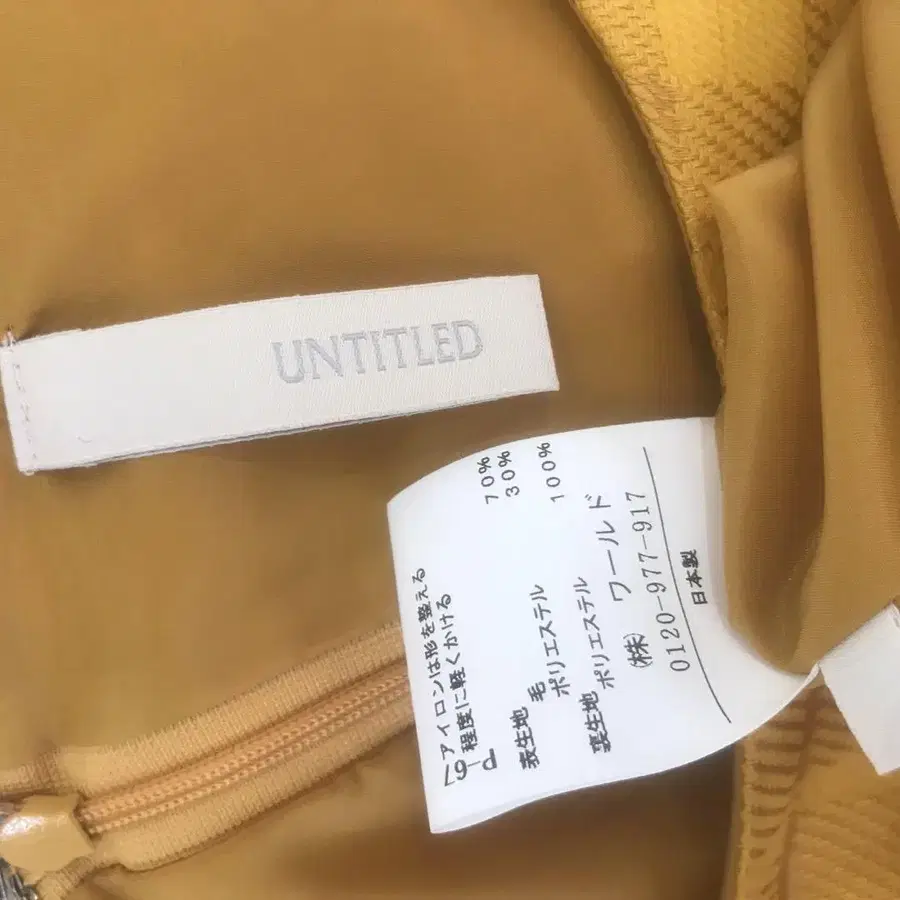 UNTITLED
アイロンは形を整える
程度に軽くかける
表生地
毛 70%
ポリエステル 30%
裏生地 ポリエステル 100%
(株) ワールド
0120-977-917
日本製